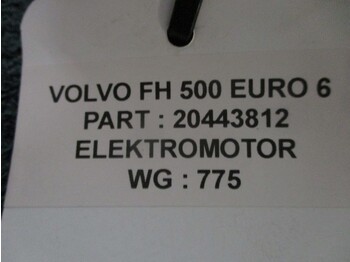 VOLVO FH 500 EURO 6
PART : 20443812
ELEKTROMOTOR
WG : 775